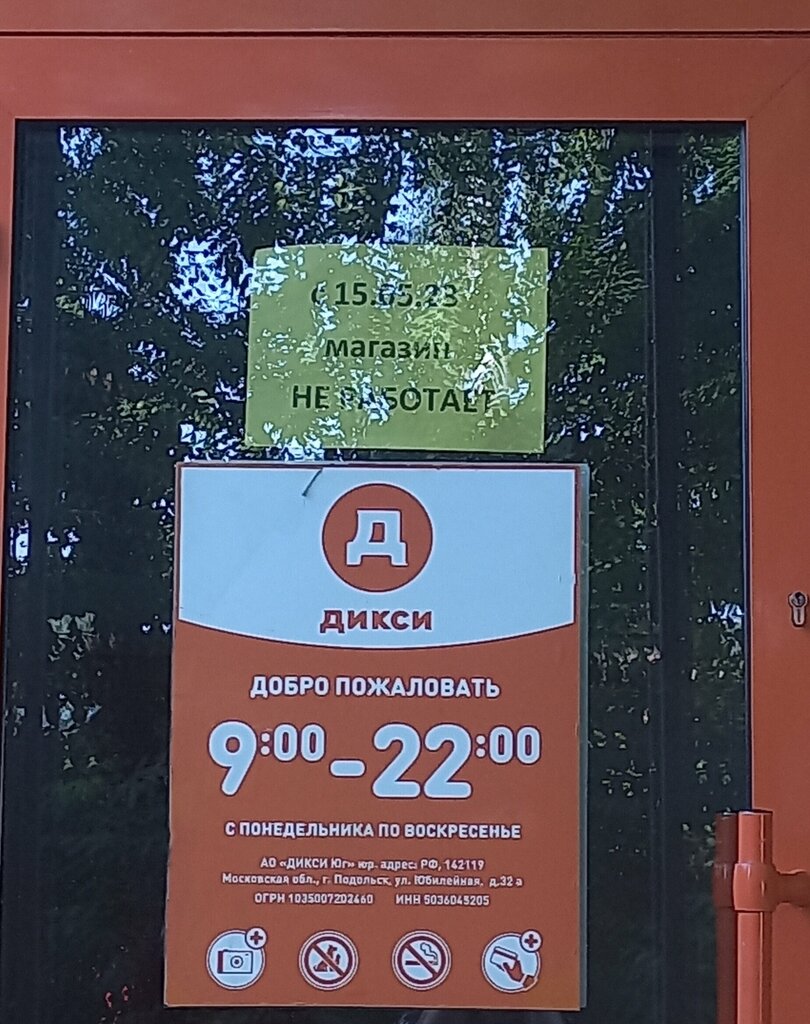 с 15.05.23
магазин
НЕ РАБОТАЕТ
Д
ДИКСИ
ДОБРО ПОЖАЛОВАТЬ
9:00-22:00
С ПОНЕДЕЛЬНИКА ПО ВОСКРЕСЕНЬЕ
АО «ДИКСИ Юг» юр. адрес: РФ, 142119
Московская обл., г. Подольск, ул. Юбилейная, д.32 а
ОГРН 1035007202460 ИНН 5036045205